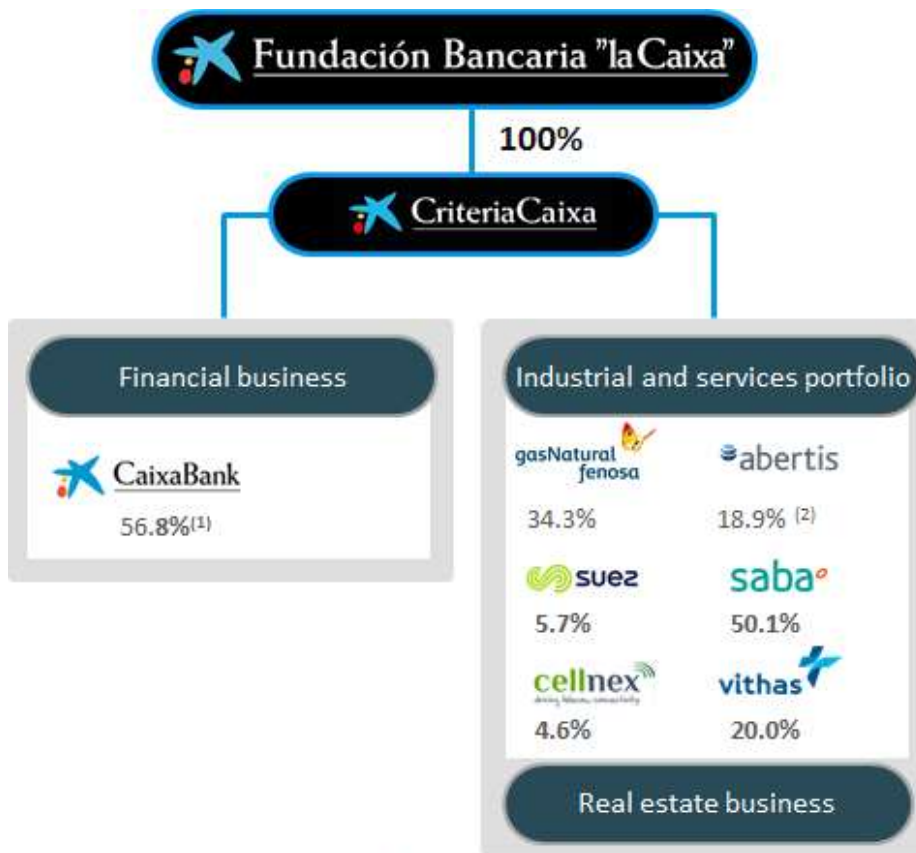 Fundación Bancaria "la Caixa"
100%
CriteriaCaixa
Financial business
CaixaBank
56.8%(1)
Industrial and services portfolio
gasNatural
fenosa
34.3%
abertis
18.9% (2)
suez
5.7%
saba
50.1%
cellnex
4.6%
vithas
20.0%
Real estate business